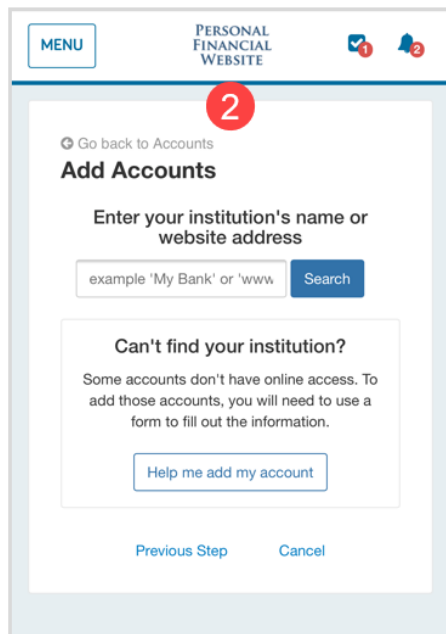 MENU
PERSONAL
FINANCIAL
WEBSITE
1
2
2
Go back to Accounts
Add Accounts
Enter your institution's name or
website address
example 'My Bank' or 'www
Search
Can't find your institution?
Some accounts don't have online access. To
add those accounts, you will need to use a
form to fill out the information.
Help me add my account
Previous Step
Cancel